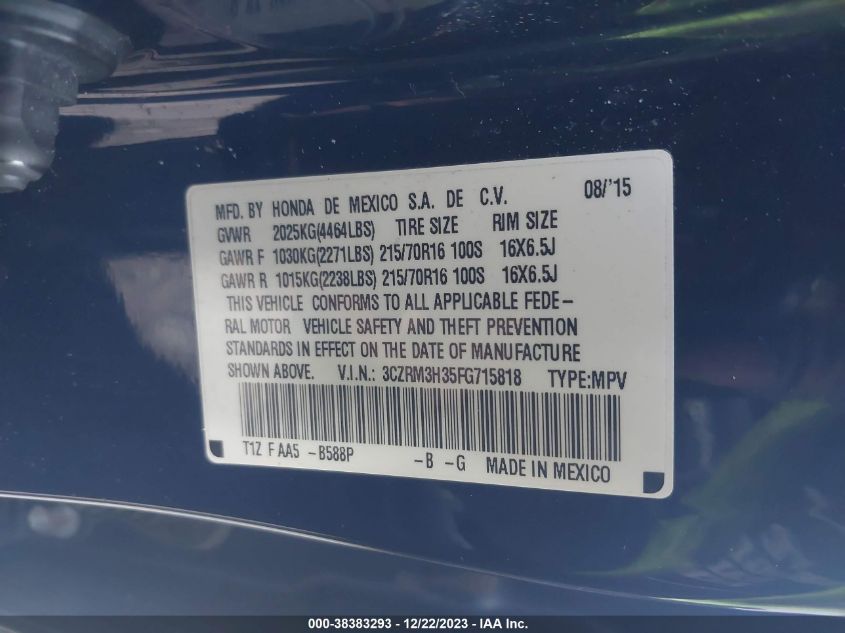 MFD. BY HONDA DE MEXICO S.A. DE C.V. 08/'15
GVWR 2025KG(4464LBS) TIRE SIZE RIM SIZE
GAWR F 1030KG(2271LBS) 215/70R16 100S 16X6.5J
GAWR R 1015KG(2238LBS) 215/70R16 100S 16X6.5J
THIS VEHICLE CONFORMS TO ALL APPLICABLE FEDE-
RAL MOTOR VEHICLE SAFETY AND THEFT PREVENTION
STANDARDS IN EFFECT ON THE DATE OF MANUFACTURE
SHOWN ABOVE. V.I.N.: 3CZRM3H35FG715818 TYPE:MPV
T1Z F AA5 -B588P -B -G MADE IN MEXICO
000-38383293 - 12/22/2023 - IAA Inc.